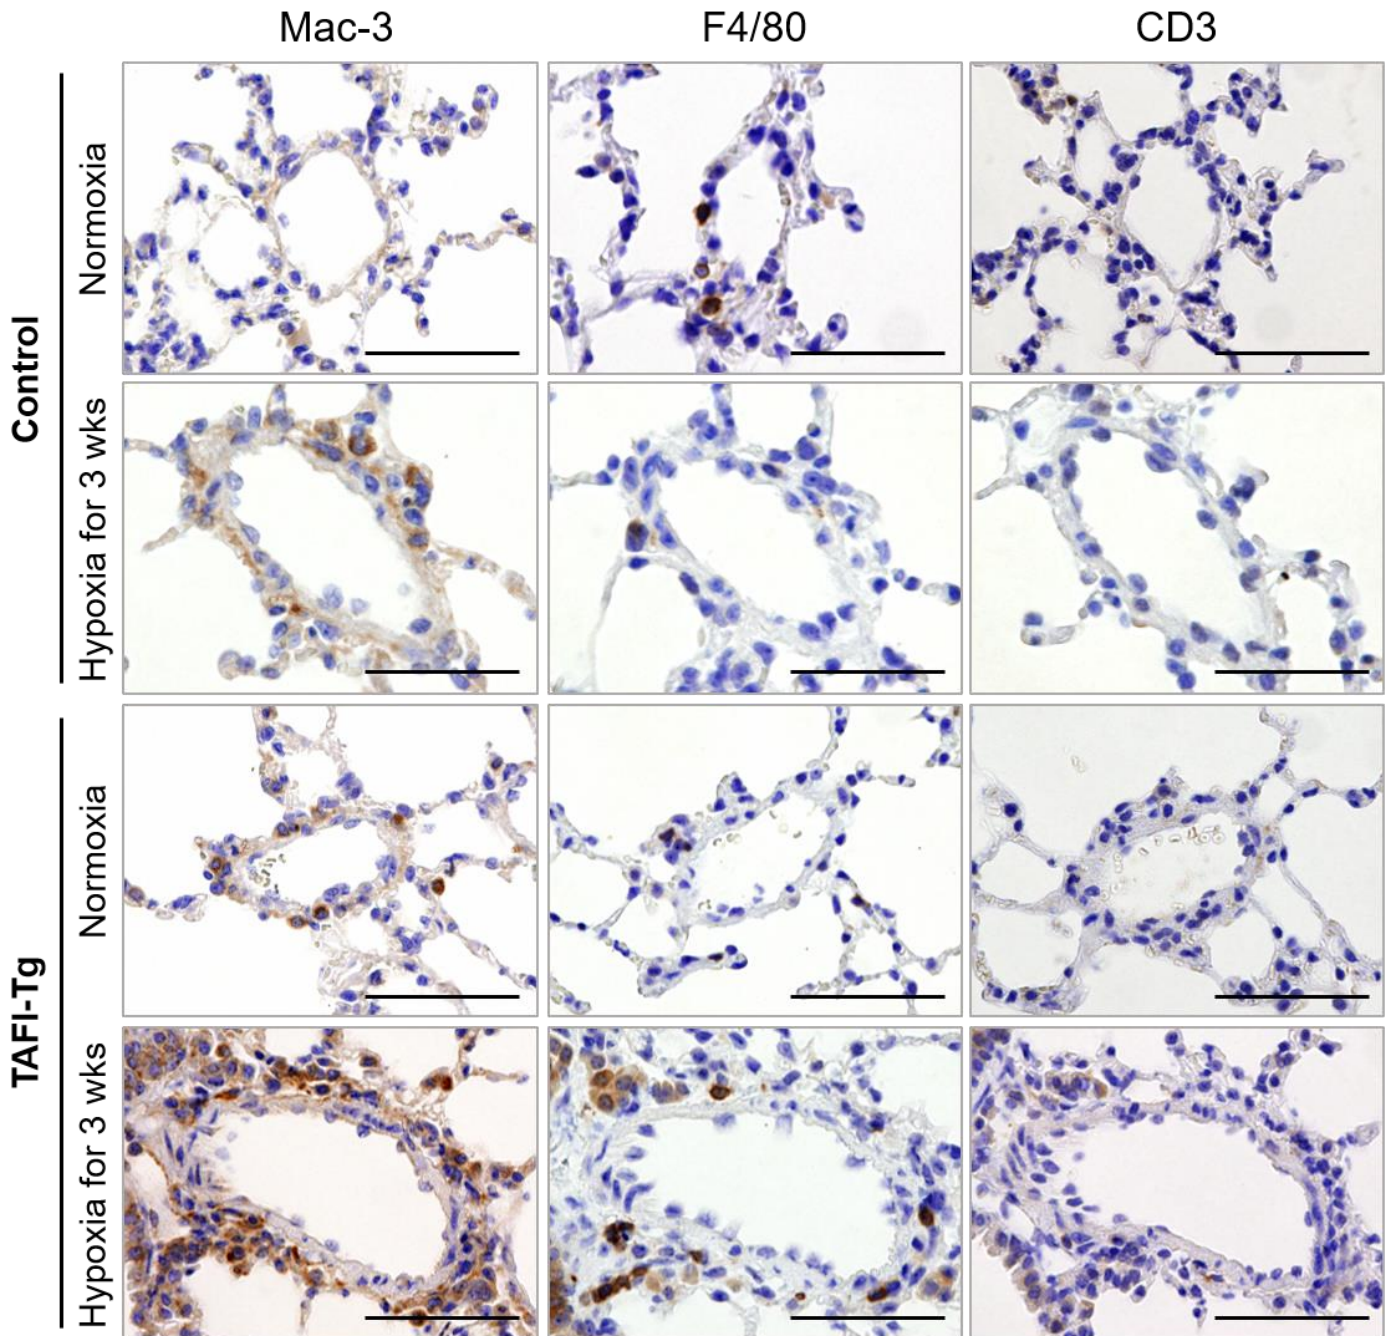 Mac-3
F4/80
CD3
Control
Normoxia
Hypoxia for 3 wks
TAFI-Tg
Normoxia
Hypoxia for 3 wks